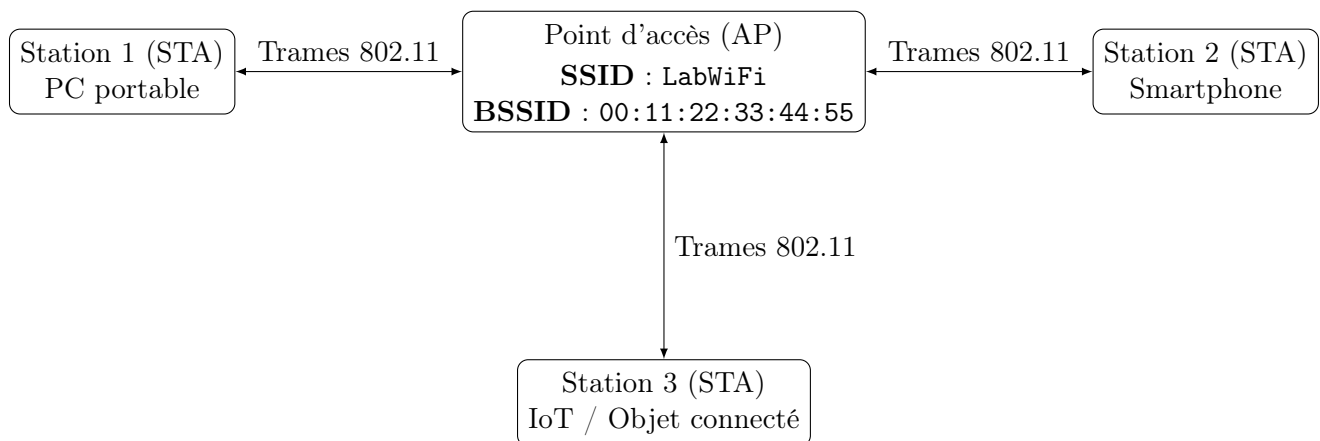 Station 1 (STA)
PC portable
Trames 802.11
Point d'accès (AP)
SSID : LabWiFi
BSSID : 00:11:22:33:44:55
Trames 802.11
Station 2 (STA)
Smartphone
Trames 802.11
Station 3 (STA)
IoT / Objet connecté